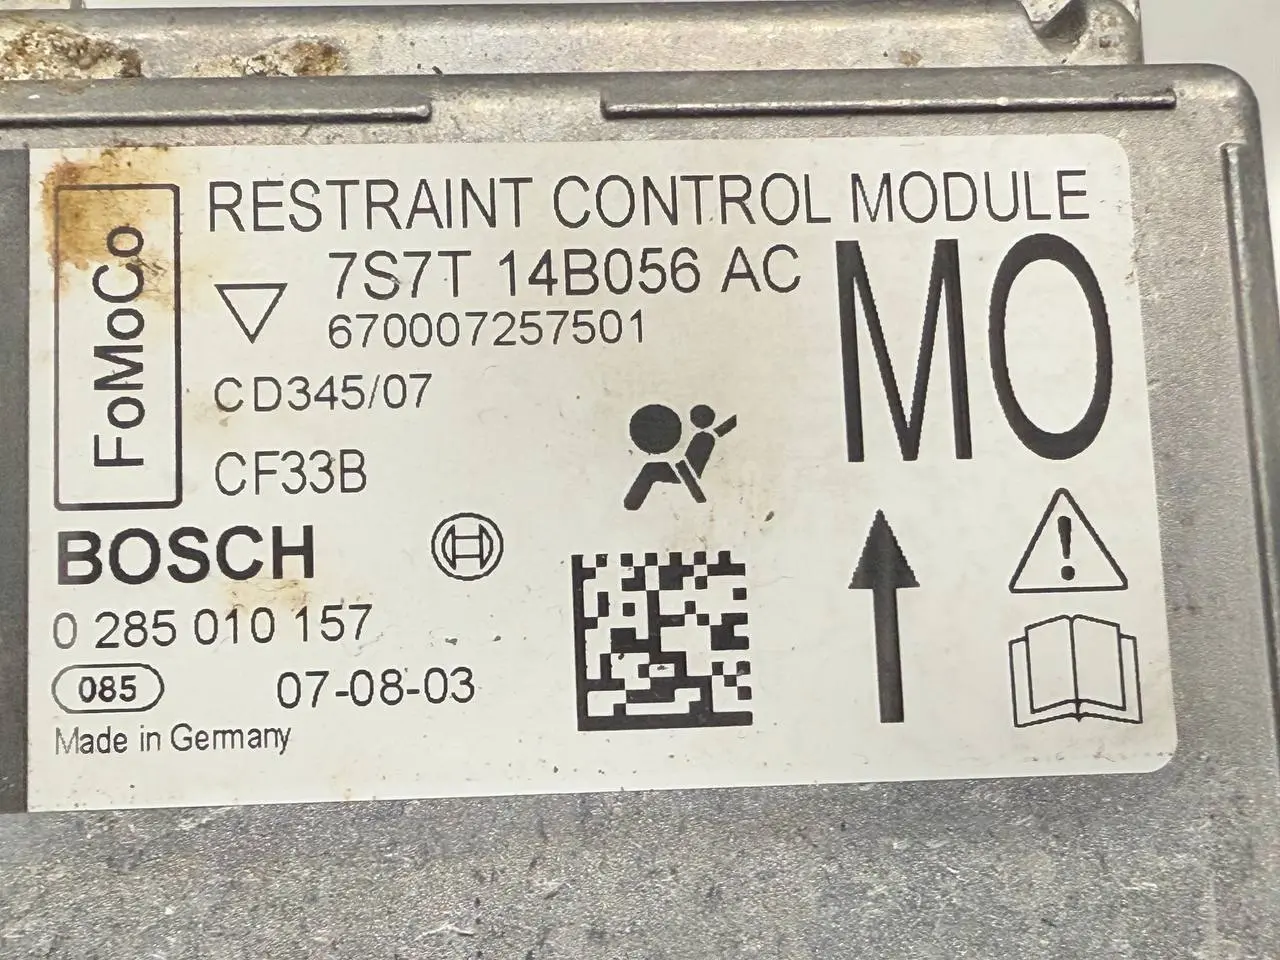 FoMoCo
RESTRAINT CONTROL MODULE
7S7T 14B056 AC
670007257501
MO
CD345/07
CF33B
BOSCH
0 285 010 157
085 07-08-03
Made in Germany